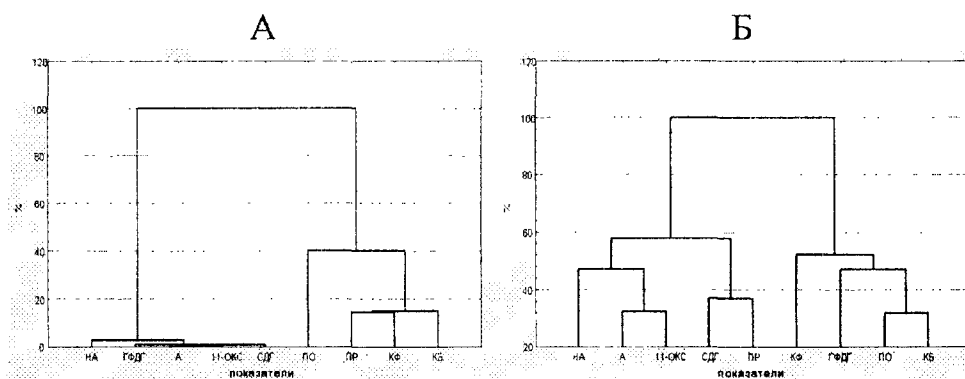 А Б
120 120
100 100
80 80
60 60
40 40
20 20
0
% %
НА ГФДГ А 11-ОКС СДГ ПО ПР КФ КБ
НА А 11-ОКС СДГ ПР КФ ГФДГ ПО КБ
показатели показатели